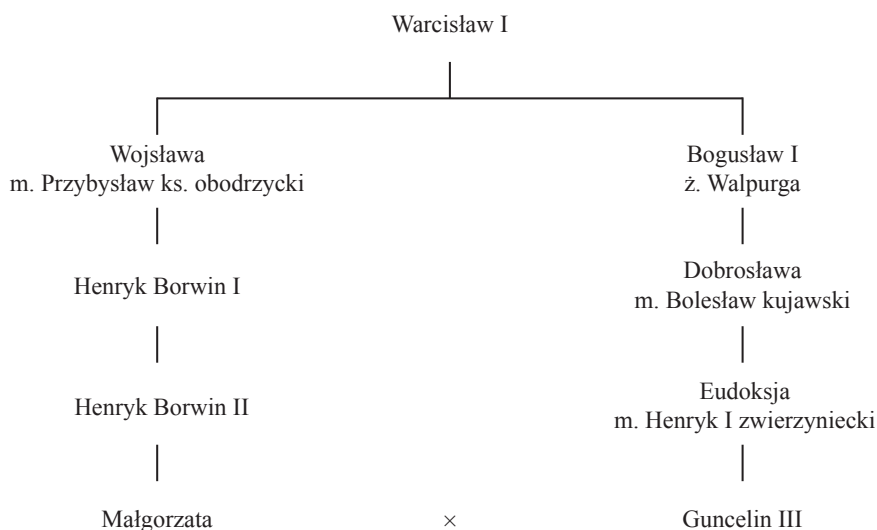 Warcisław I
Wojsława
m. Przybysław ks. obodrzycki
Bogusław I
ż. Walpurga
Henryk Borwin I
Dobrosława
m. Bolesław kujawski
Henryk Borwin II
Eudoksja
m. Henryk I zwierzyniecki
Małgorzata × Guncelin III